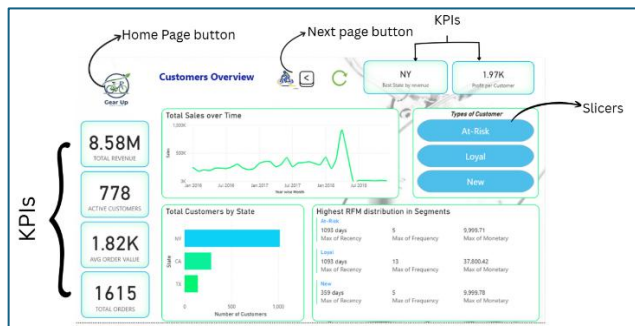 Home Page button
Next page button
KPIs
Customers Overview
<
NY
Best State by revenue
1.97K
Profit per Customer
Gear Up
Slicers
KPIs
8.58M
TOTAL REVENUE
778
ACTIVE CUSTOMERS
1.82K
AVG ORDER VALUE
1615
TOTAL ORDERS
Total Sales over Time
Sales
1,000K
500K
0K
Jan 2016
Jul 2016
Jan 2017
Jul 2017
Jan 2018
Jul 2018
Year and Month
Types of Customer
At-Risk
Loyal
New
Total Customers by State
State
NY
CA
TX
0
500
1,000
Number of Customers
Highest RFM distribution in Segments
At-Risk
1093 days 5 9,999.71
Max of Recency Max of Frequency Max of Monetary
Loyal
1093 days 13 37,800.42
Max of Recency Max of Frequency Max of Monetary
New
359 days 5 9,999.78
Max of Recency Max of Frequency Max of Monetary